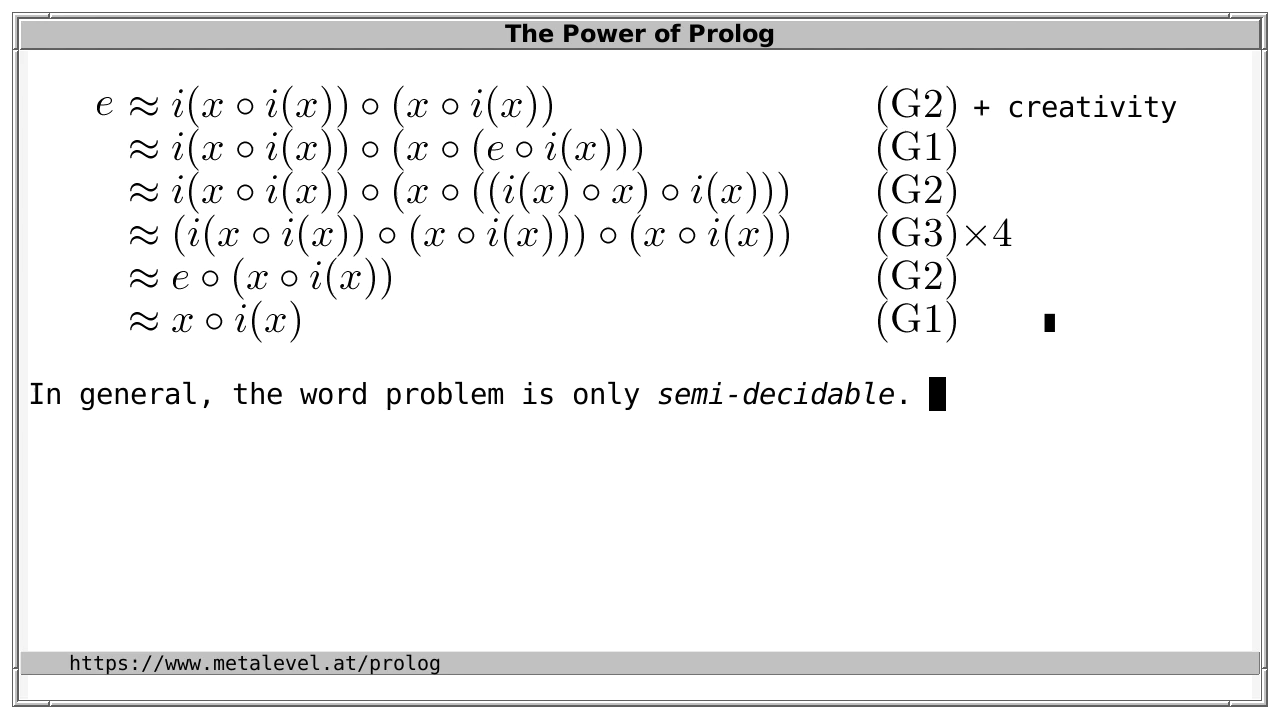 The Power of Prolog
e ≈ i(x ∘ i(x)) ∘ (x ∘ i(x)) (G2) + creativity
≈ i(x ∘ i(x)) ∘ (x ∘ (e ∘ i(x))) (G1)
≈ i(x ∘ i(x)) ∘ (x ∘ ((i(x) ∘ x) ∘ i(x))) (G2)
≈ (i(x ∘ i(x)) ∘ (x ∘ i(x))) ∘ (x ∘ i(x)) (G3)×4
≈ e ∘ (x ∘ i(x)) (G2)
≈ x ∘ i(x) (G1) ∎
In general, the word problem is only semi-decidable.
https://www.metalevel.at/prolog